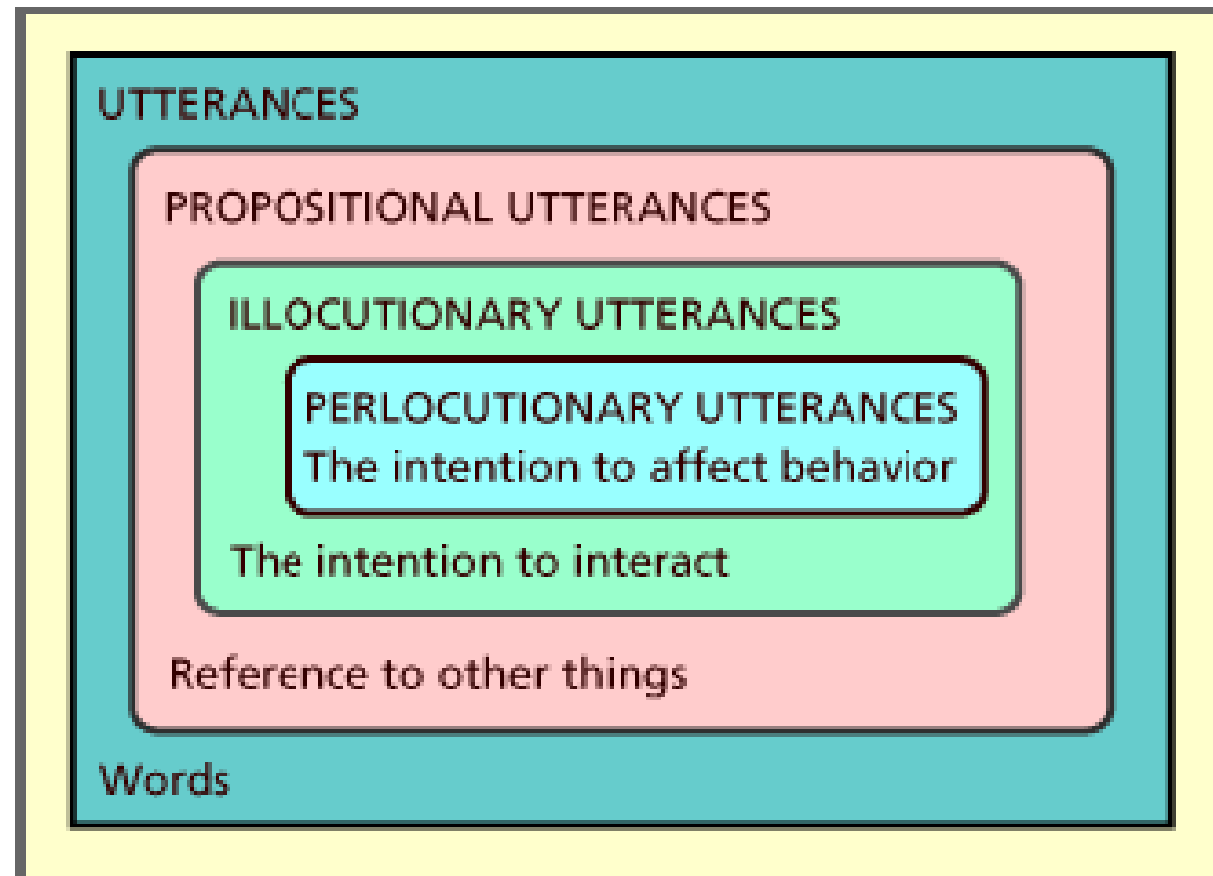 UTTERANCES
PROPOSITIONAL UTTERANCES
ILLOCUTIONARY UTTERANCES
PERLOCUTIONARY UTTERANCES
The intention to affect behavior
The intention to interact
Reference to other things
Words